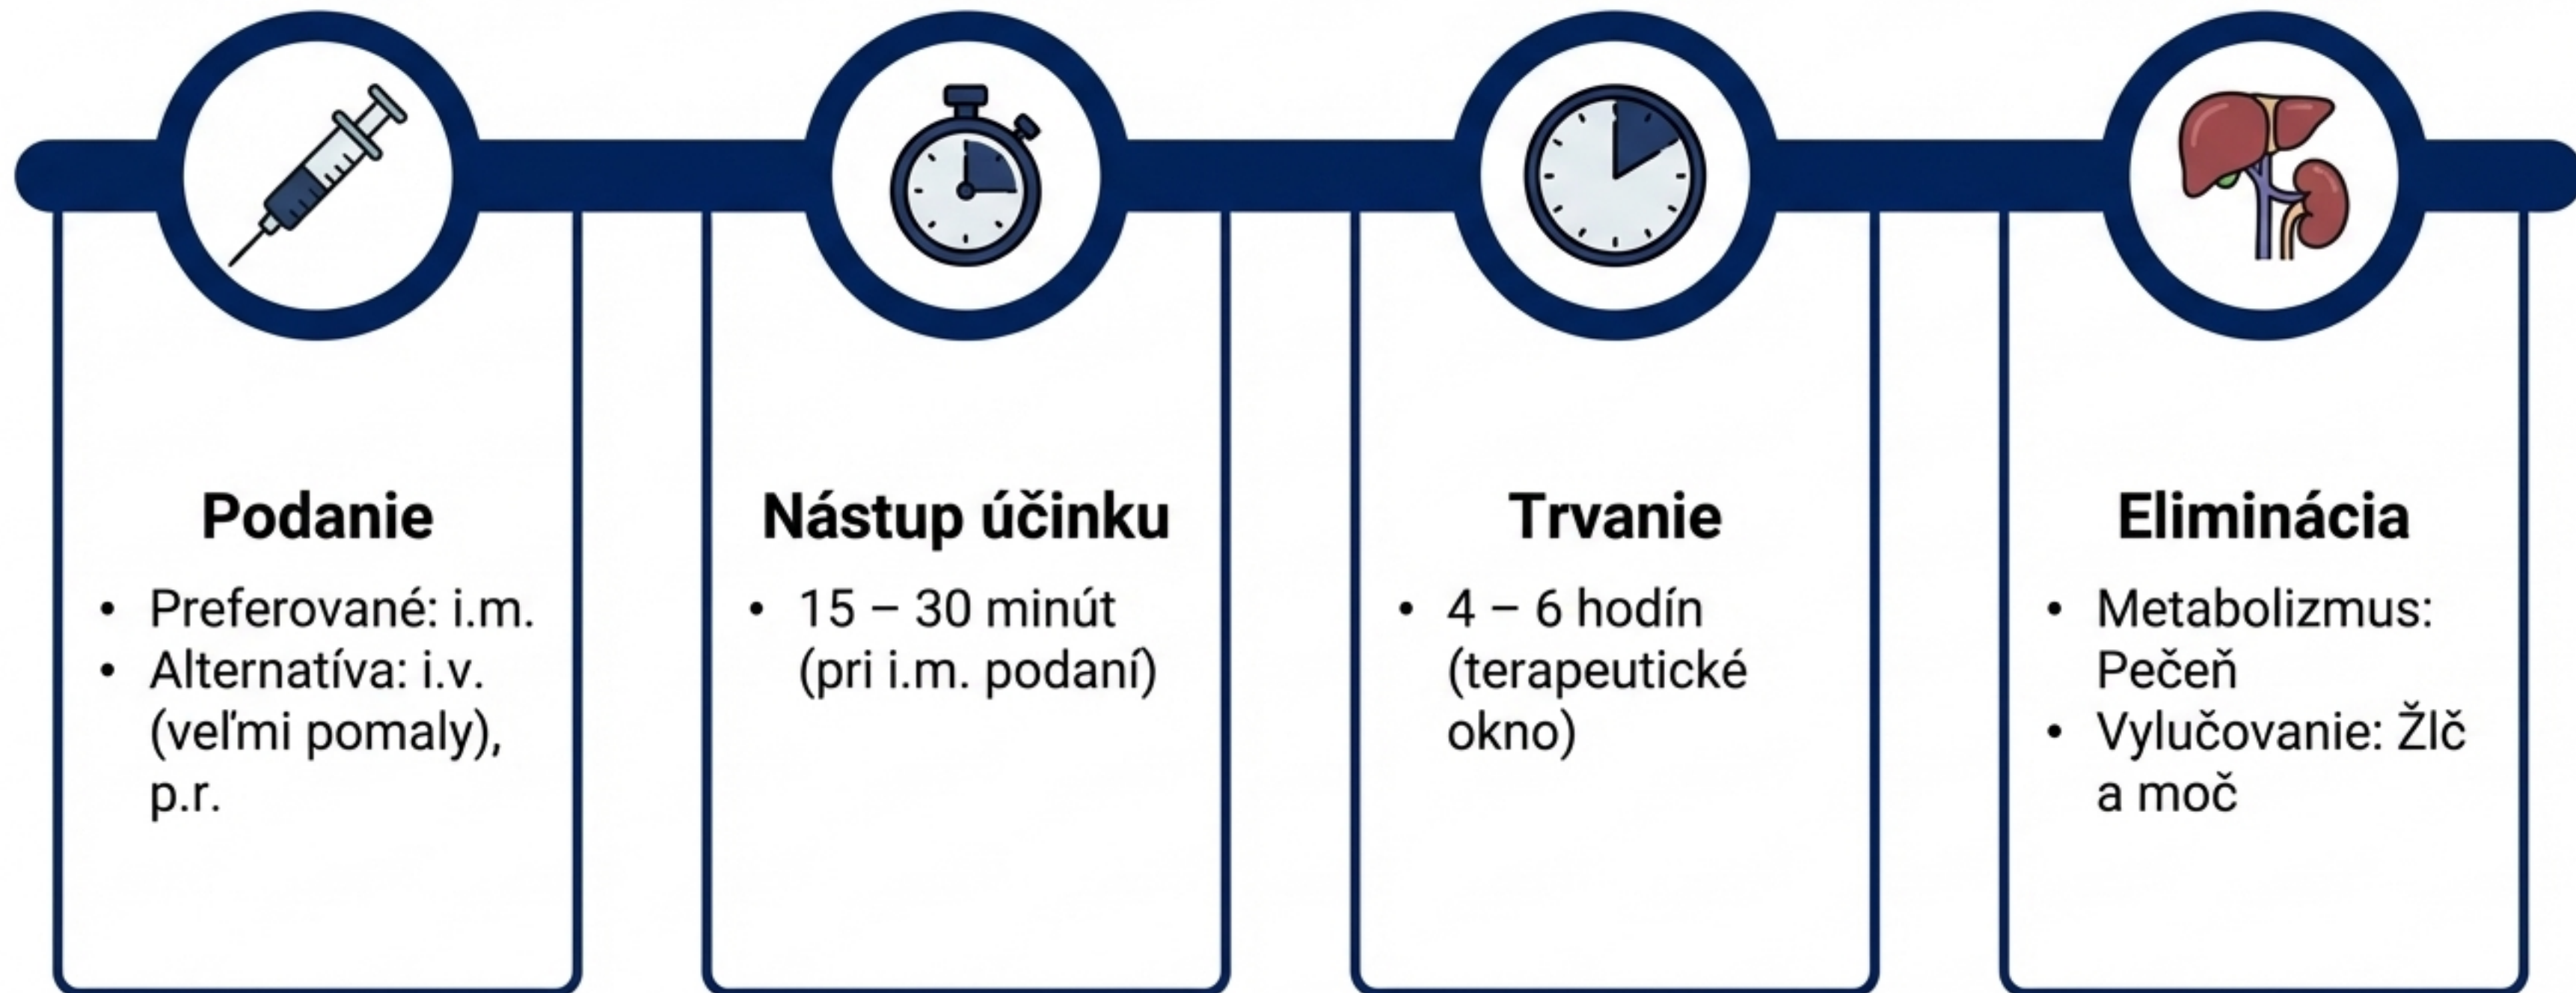 Podanie
• Preferované: i.m.
• Alternatíva: i.v.
(veľmi pomaly),
p.r.
Nástup účinku
• 15 – 30 minút
(pri i.m. podaní)
Trvanie
• 4 – 6 hodín
(terapeutické
okno)
Eliminácia
• Metabolizmus:
Pečeň
• Vylučovanie: Žlč
a moč